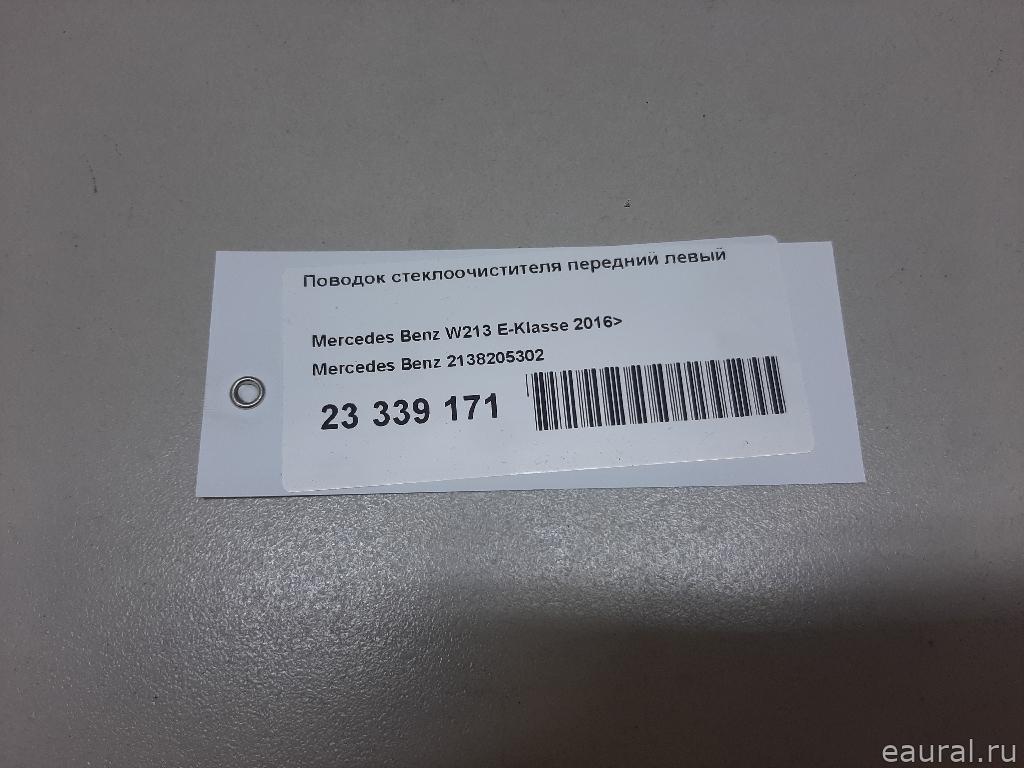 Поводок стеклоочистителя передний левый
Mercedes Benz W213 E-Klasse 2016>
Mercedes Benz 2138205302
23 339 171
eaural.ru